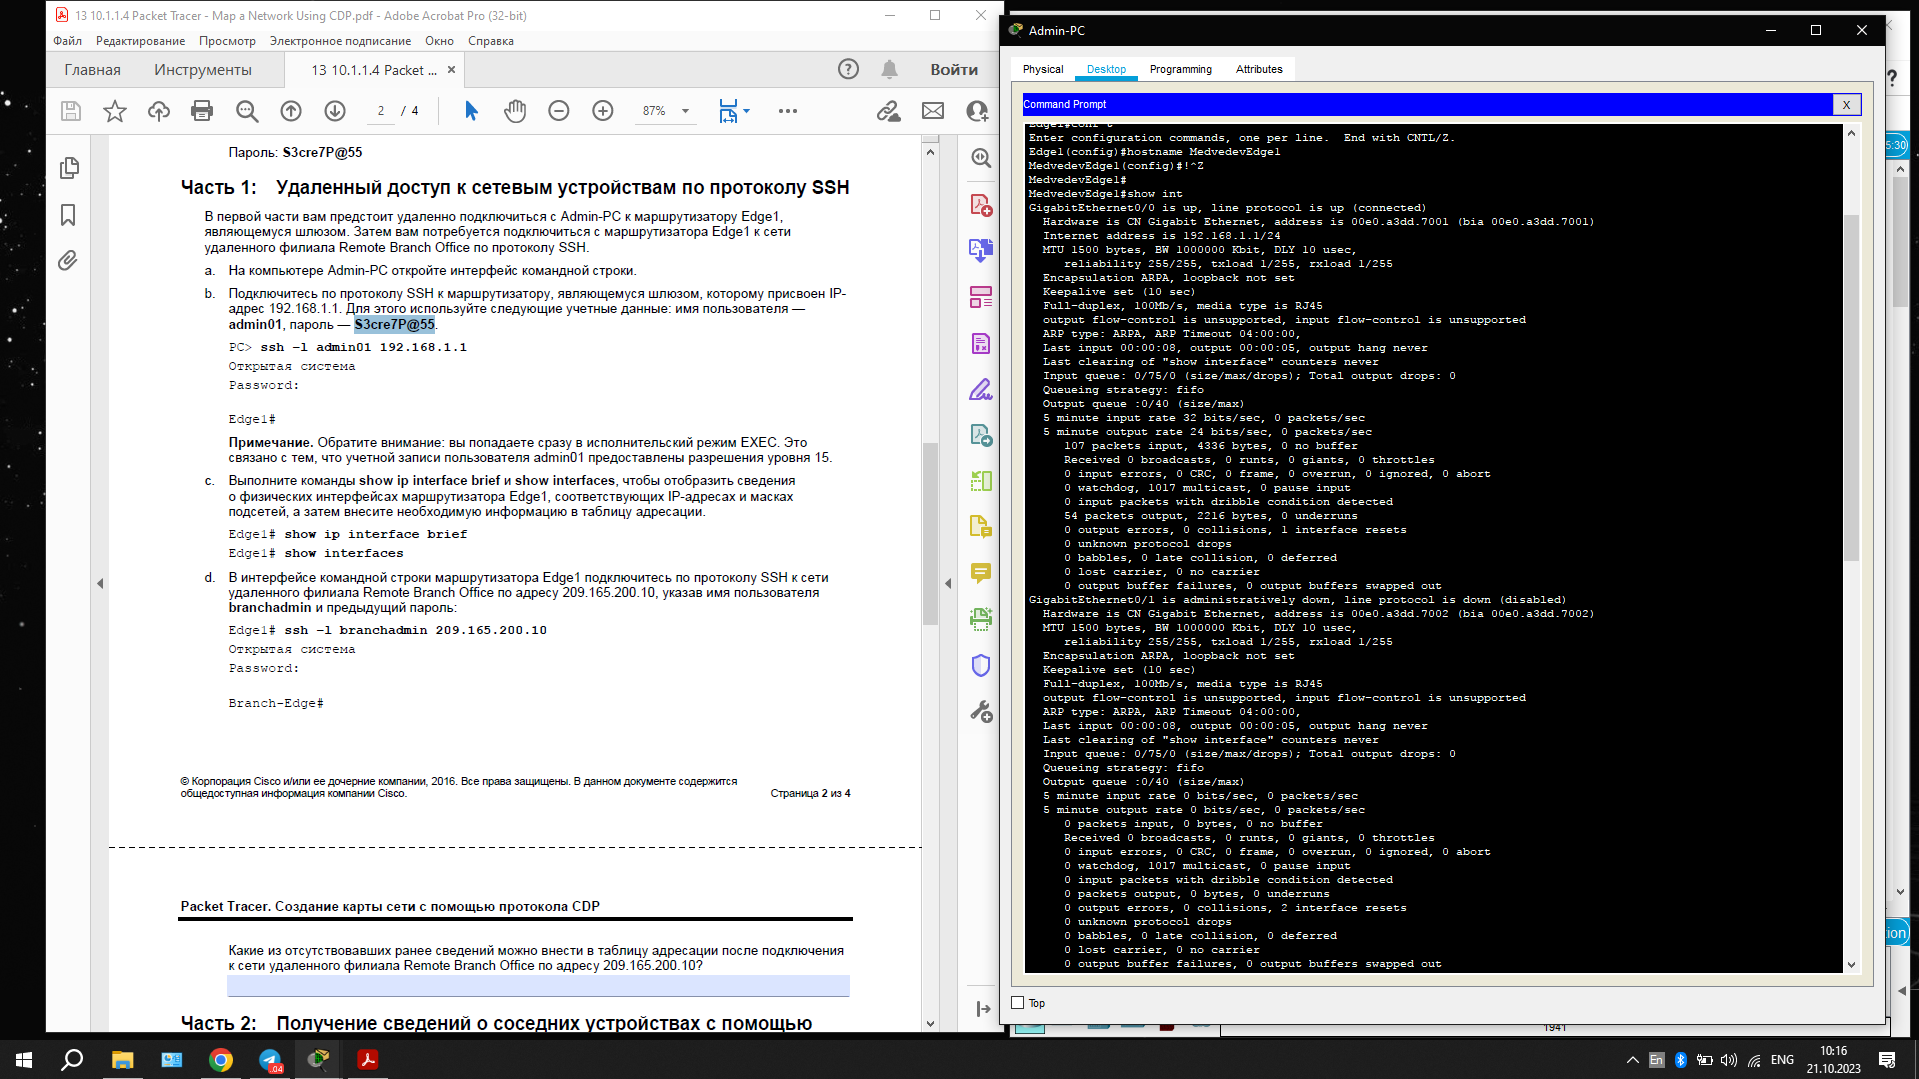 13 10.1.1.4 Packet Tracer - Map a Network Using CDP.pdf - Adobe Acrobat Pro (32-bit)
Файл Редактирование Просмотр Электронное подписание Окно Справка
Главная Инструменты 13 10.1.1.4 Packet ... × Войти
2 / 4 87%
Пароль: S3cre7P@55
Часть 1: Удаленный доступ к сетевым устройствам по протоколу SSH
В первой части вам предстоит удаленно подключиться с Admin-PC к маршрутизатору Edge1,
являющемуся шлюзом. Затем вам потребуется подключиться с маршрутизатора Edge1 к сети
удаленного филиала Remote Branch Office по протоколу SSH.
a. На компьютере Admin-PC откройте интерфейс командной строки.
b. Подключитесь по протоколу SSH к маршрутизатору, являющемуся шлюзом, которому присвоен IP-
адрес 192.168.1.1. Для этого используйте следующие учетные данные: имя пользователя —
admin01, пароль — S3cre7P@55.
PC> ssh –l admin01 192.168.1.1
Открытая система
Password:
Edge1#
Примечание. Обратите внимание: вы попадаете сразу в исполнительский режим EXEC. Это
связано с тем, что учетной записи пользователя admin01 предоставлены разрешения уровня 15.
c. Выполните команды show ip interface brief и show interfaces, чтобы отобразить сведения
о физических интерфейсах маршрутизатора Edge1, соответствующих IP-адресах и масках
подсетей, а затем внесите необходимую информацию в таблицу адресации.
Edge1# show ip interface brief
Edge1# show interfaces
d. В интерфейсе командной строки маршрутизатора Edge1 подключитесь по протоколу SSH к сети
удаленного филиала Remote Branch Office по адресу 209.165.200.10, указав имя пользователя
branchadmin и предыдущий пароль:
Edge1# ssh –l branchadmin 209.165.200.10
Открытая система
Password:
Branch-Edge#
© Корпорация Cisco и/или ее дочерние компании, 2016. Все права защищены. В данном документе содержится
общедоступная информация компании Cisco. Страница 2 из 4
Packet Tracer. Создание карты сети с помощью протокола CDP
Какие из отсутствовавших ранее сведений можно внести в таблицу адресации после подключения
к сети удаленного филиала Remote Branch Office по адресу 209.165.200.10?
Часть 2: Получение сведений о соседних устройствах с помощью
Admin-PC
Physical Desktop Programming Attributes
Command Prompt X
Edge1#conf t
Enter configuration commands, one per line. End with CNTL/Z.
Edge1(config)#hostname MedvedevEdge1
MedvedevEdge1(config)#!^Z
MedvedevEdge1#
MedvedevEdge1#show int
GigabitEthernet0/0 is up, line protocol is up (connected)
Hardware is CN Gigabit Ethernet, address is 00e0.a3dd.7001 (bia 00e0.a3dd.7001)
Internet address is 192.168.1.1/24
MTU 1500 bytes, BW 1000000 Kbit, DLY 10 usec,
reliability 255/255, txload 1/255, rxload 1/255
Encapsulation ARPA, loopback not set
Keepalive set (10 sec)
Full-duplex, 100Mb/s, media type is RJ45
output flow-control is unsupported, input flow-control is unsupported
ARP type: ARPA, ARP Timeout 04:00:00,
Last input 00:00:08, output 00:00:05, output hang never
Last clearing of "show interface" counters never
Input queue: 0/75/0 (size/max/drops); Total output drops: 0
Queueing strategy: fifo
Output queue :0/40 (size/max)
5 minute input rate 32 bits/sec, 0 packets/sec
5 minute output rate 24 bits/sec, 0 packets/sec
107 packets input, 4336 bytes, 0 no buffer
Received 0 broadcasts, 0 runts, 0 giants, 0 throttles
0 input errors, 0 CRC, 0 frame, 0 overrun, 0 ignored, 0 abort
0 watchdog, 1017 multicast, 0 pause input
0 input packets with dribble condition detected
54 packets output, 2216 bytes, 0 underruns
0 output errors, 0 collisions, 1 interface resets
0 unknown protocol drops
0 babbles, 0 late collision, 0 deferred
0 lost carrier, 0 no carrier
0 output buffer failures, 0 output buffers swapped out
GigabitEthernet0/1 is administratively down, line protocol is down (disabled)
Hardware is CN Gigabit Ethernet, address is 00e0.a3dd.7002 (bia 00e0.a3dd.7002)
MTU 1500 bytes, BW 1000000 Kbit, DLY 10 usec,
reliability 255/255, txload 1/255, rxload 1/255
Encapsulation ARPA, loopback not set
Keepalive set (10 sec)
Full-duplex, 100Mb/s, media type is RJ45
output flow-control is unsupported, input flow-control is unsupported
ARP type: ARPA, ARP Timeout 04:00:00,
Last input 00:00:08, output 00:00:05, output hang never
Last clearing of "show interface" counters never
Input queue: 0/75/0 (size/max/drops); Total output drops: 0
Queueing strategy: fifo
Output queue :0/40 (size/max)
5 minute input rate 0 bits/sec, 0 packets/sec
5 minute output rate 0 bits/sec, 0 packets/sec
0 packets input, 0 bytes, 0 no buffer
Received 0 broadcasts, 0 runts, 0 giants, 0 throttles
0 input errors, 0 CRC, 0 frame, 0 overrun, 0 ignored, 0 abort
0 watchdog, 1017 multicast, 0 pause input
0 input packets with dribble condition detected
0 packets output, 0 bytes, 0 underruns
0 output errors, 0 collisions, 2 interface resets
0 unknown protocol drops
0 babbles, 0 late collision, 0 deferred
0 lost carrier, 0 no carrier
0 output buffer failures, 0 output buffers swapped out
Top
5:30
?
ion
1941
..04
En ENG
10:16
21.10.2023